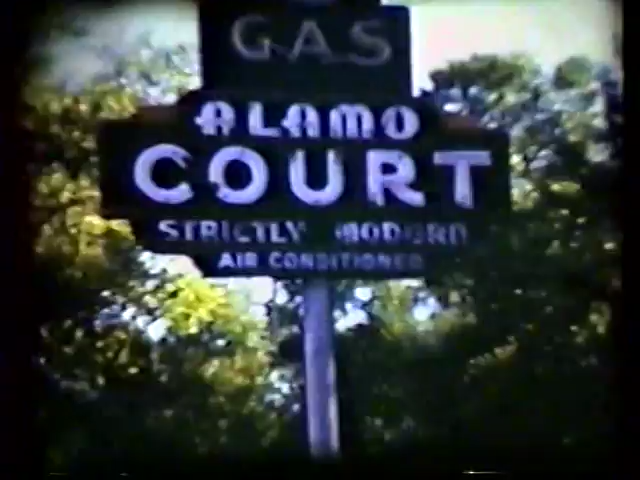 GAS
ALAMO
COURT
STRICTLY MODERN
AIR CONDITIONED